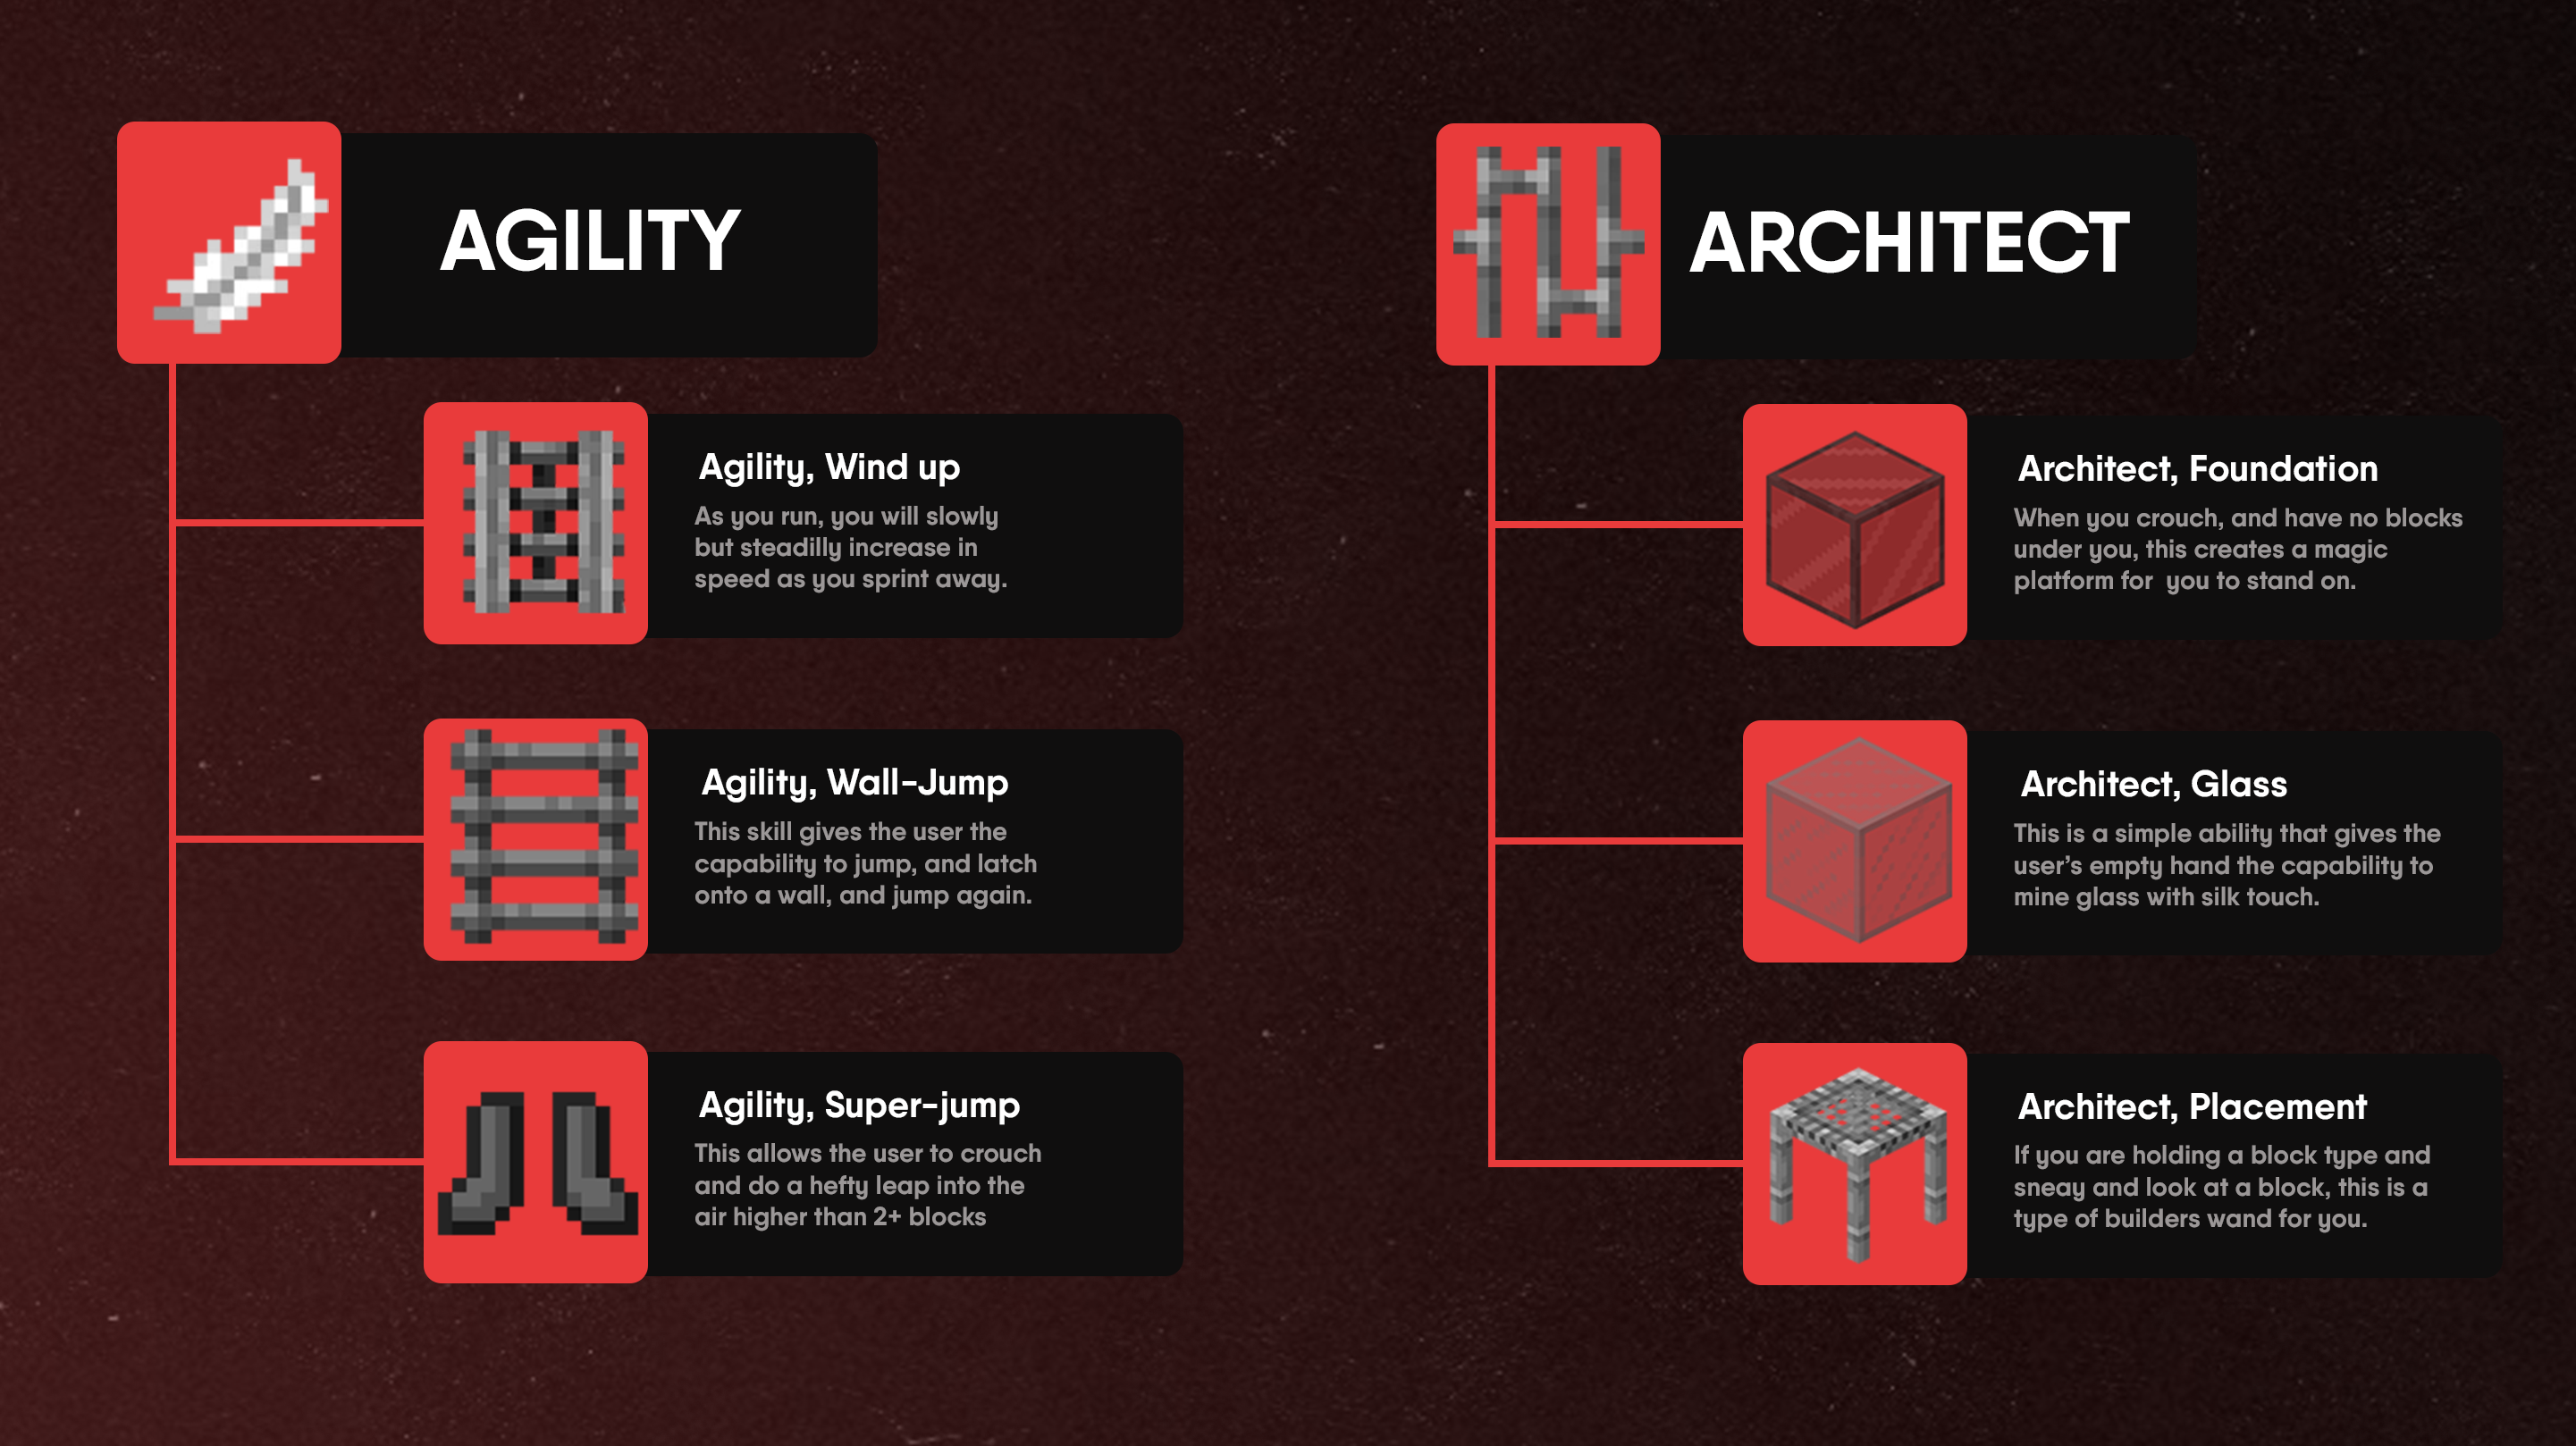 AGILITY
Agility, Wind up
As you run, you will slowly
but steadilly increase in
speed as you sprint away.
Agility, Wall-Jump
This skill gives the user the
capability to jump, and latch
onto a wall, and jump again.
Agility, Super-jump
This allows the user to crouch
and do a hefty leap into the
air higher than 2+ blocks
ARCHITECT
Architect, Foundation
When you crouch, and have no blocks
under you, this creates a magic
platform for  you to stand on.
Architect, Glass
This is a simple ability that gives the
user’s empty hand the capability to
mine glass with silk touch.
Architect, Placement
If you are holding a block type and
sneay and look at a block, this is a
type of builders wand for you.